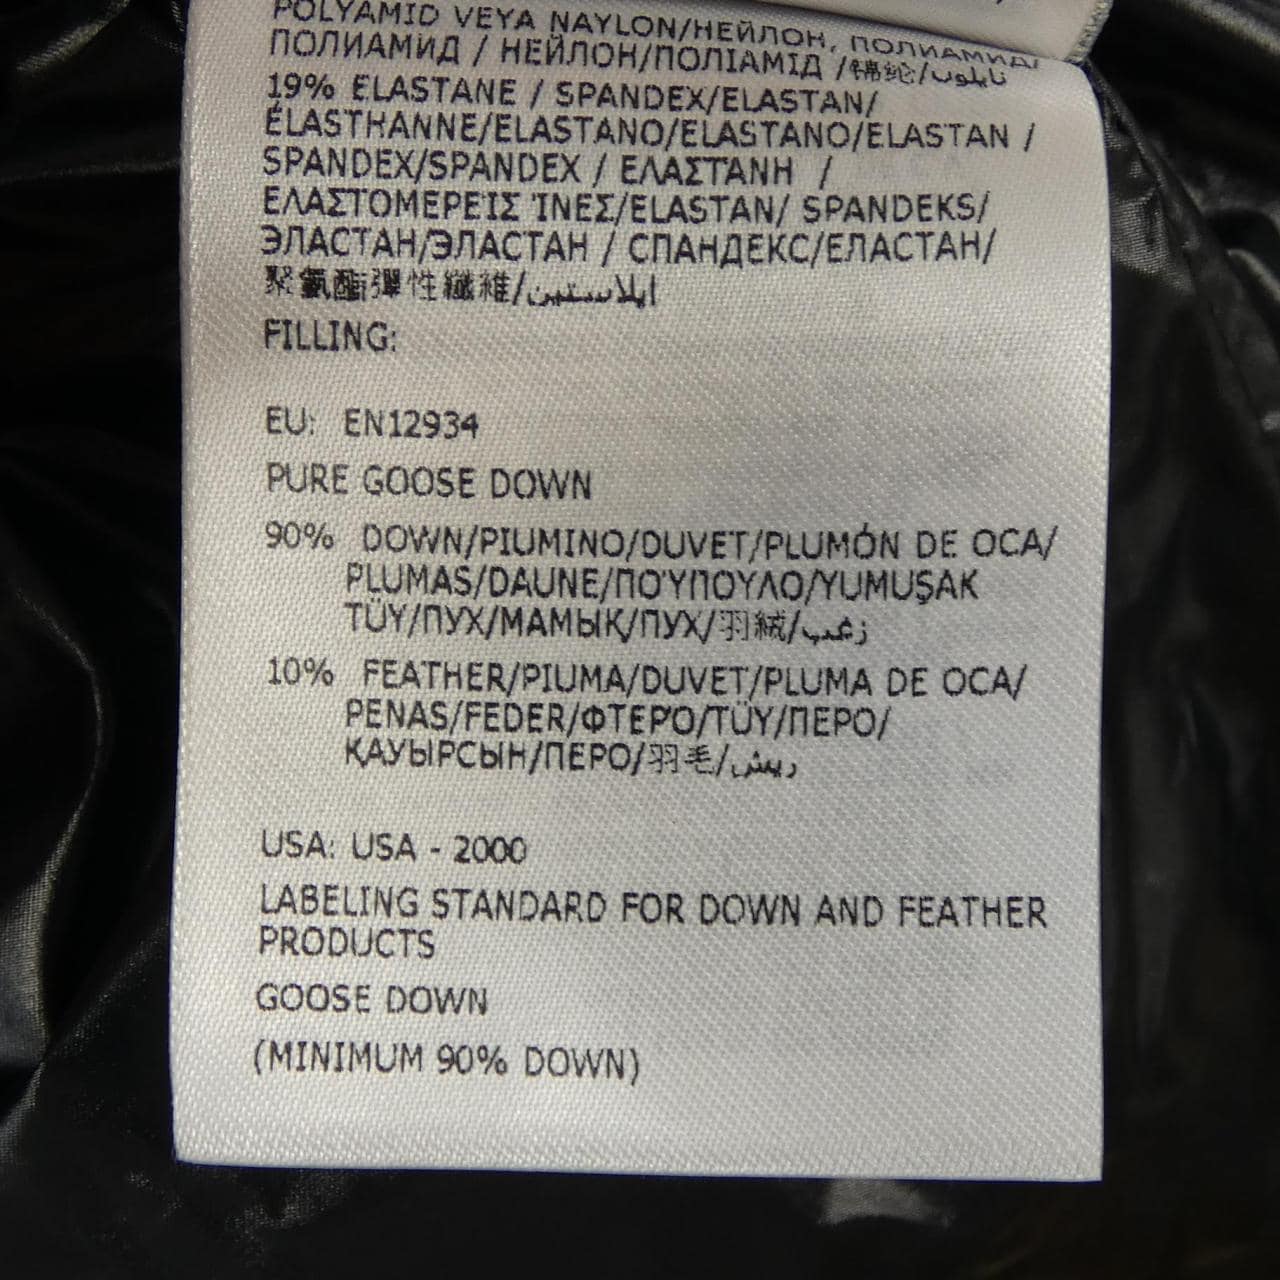 POLYAMID VEYA NAYLON/НЕЙЛОН, ПОЛИАМИД/
ПОЛИАМИД / НЕЙЛОН/ПОЛІАМІД /锦纶/نايلون
19% ELASTANE / SPANDEX/ELASTAN/
ÉLASTHANNE/ELASTANO/ELASTANO/ELASTAN /
SPANDEX/SPANDEX / ΕΛΑΣΤΆΝΗ /
ΕΛΑΣΤΟΜΕΡΕΊΣ ΊΝΕΣ/ELASTAN/ SPANDEKS/
ЭЛАСТАН/ЭЛАСТАН / СПАНДЕКС/ЕЛАСТАН/
聚氨酯彈性纖維/ايلاستين
FILLING:
EU: EN12934
PURE GOOSE DOWN
90% DOWN/PIUMINO/DUVET/PLUMÓN DE OCA/
PLUMAS/DAUNE/ΠΟΎΠΟΥΛΟ/YUMUŞAK
TÜY/ПУХ/МАМЫҚ/ПУХ/羽絨/زغب
10% FEATHER/PIUMA/DUVET/PLUMA DE OCA/
PENAS/FEDER/ΦΤΕΡΌ/TÜY/ПЕРО/
ҚАУЫРСЫН/ПЕРО/羽毛/ريش
USA: USA - 2000
LABELING STANDARD FOR DOWN AND FEATHER
PRODUCTS
GOOSE DOWN
(MINIMUM 90% DOWN)